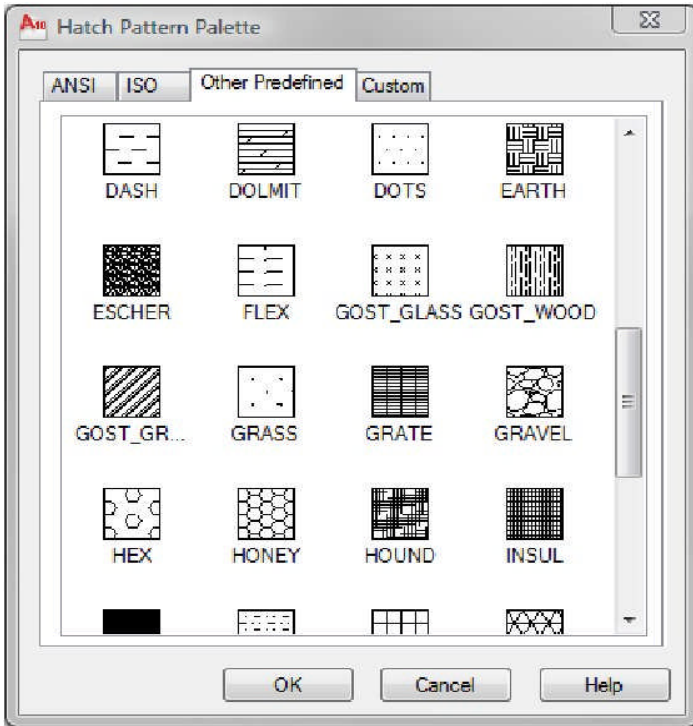 A10 Hatch Pattern Palette
ANSI ISO Other Predefined Custom
DASH DOLMIT DOTS EARTH
ESCHER FLEX GOST_GLASS GOST_WOOD
GOST_GR... GRASS GRATE GRAVEL
HEX HONEY HOUND INSUL
OK Cancel Help